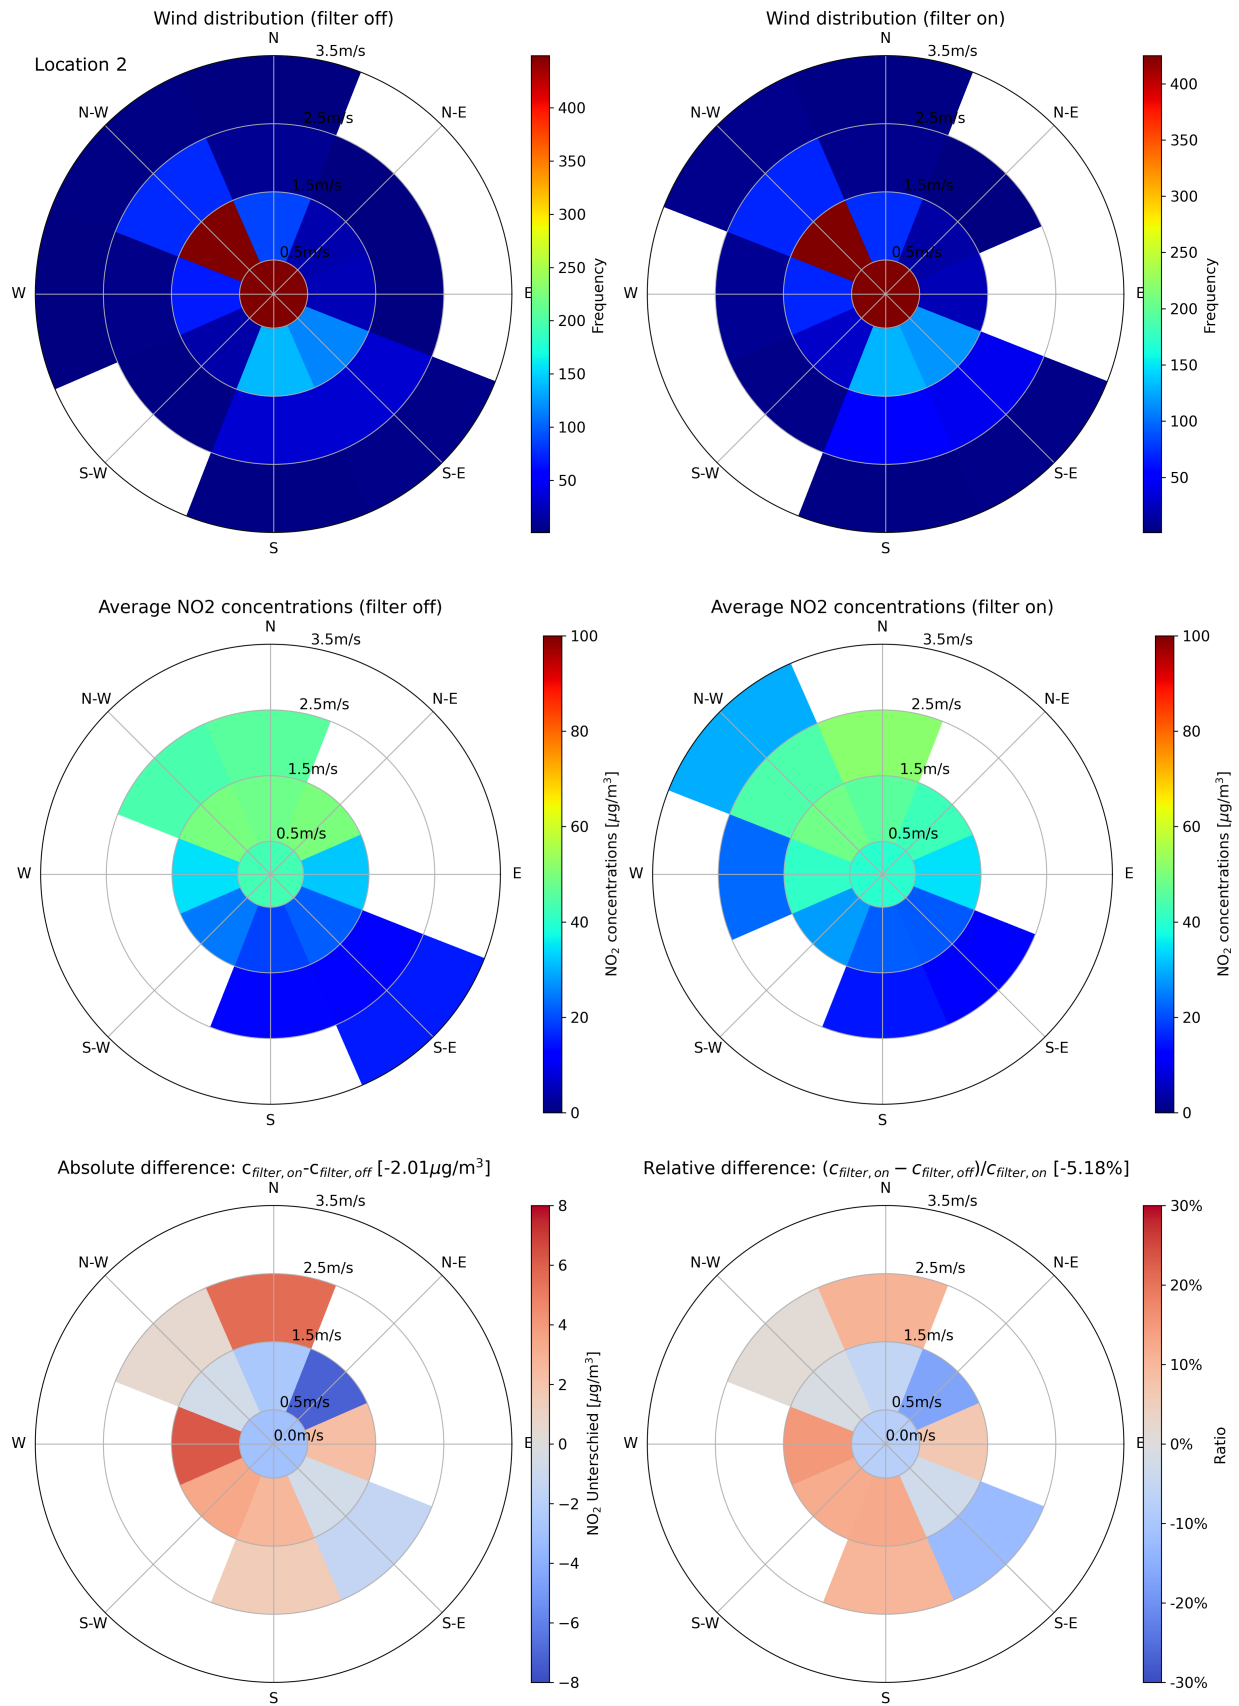 Wind distribution (filter off)
N
3.5m/s
Location 2
N-W
N-E
2.5m/s
1.5m/s
0.5m/s
W
E
S-W
S-E
S
400
350
300
250
200
150
100
50
Frequency
Wind distribution (filter on)
N
3.5m/s
N-W
N-E
2.5m/s
1.5m/s
0.5m/s
W
E
S-W
S-E
S
400
350
300
250
200
150
100
50
Frequency
Average NO2 concentrations (filter off)
N
3.5m/s
N-W
N-E
2.5m/s
1.5m/s
0.5m/s
W
E
S-W
S-E
S
100
80
60
40
20
0
NO₂ concentrations [μg/m³]
Average NO2 concentrations (filter on)
N
3.5m/s
N-W
N-E
2.5m/s
1.5m/s
0.5m/s
W
E
S-W
S-E
S
100
80
60
40
20
0
NO₂ concentrations [μg/m³]
Absolute difference: c_filter,on-c_filter,off [-2.01μg/m³]
N
3.5m/s
N-W
N-E
2.5m/s
1.5m/s
0.5m/s
0.0m/s
W
E
S-W
S-E
S
8
6
4
2
0
−2
−4
−6
−8
NO₂ Unterschied [μg/m³]
Relative difference: (c_filter,on − c_filter,off)/c_filter,on [-5.18%]
N
3.5m/s
N-W
N-E
2.5m/s
1.5m/s
0.5m/s
0.0m/s
W
E
S-W
S-E
S
30%
20%
10%
0%
-10%
-20%
-30%
Ratio